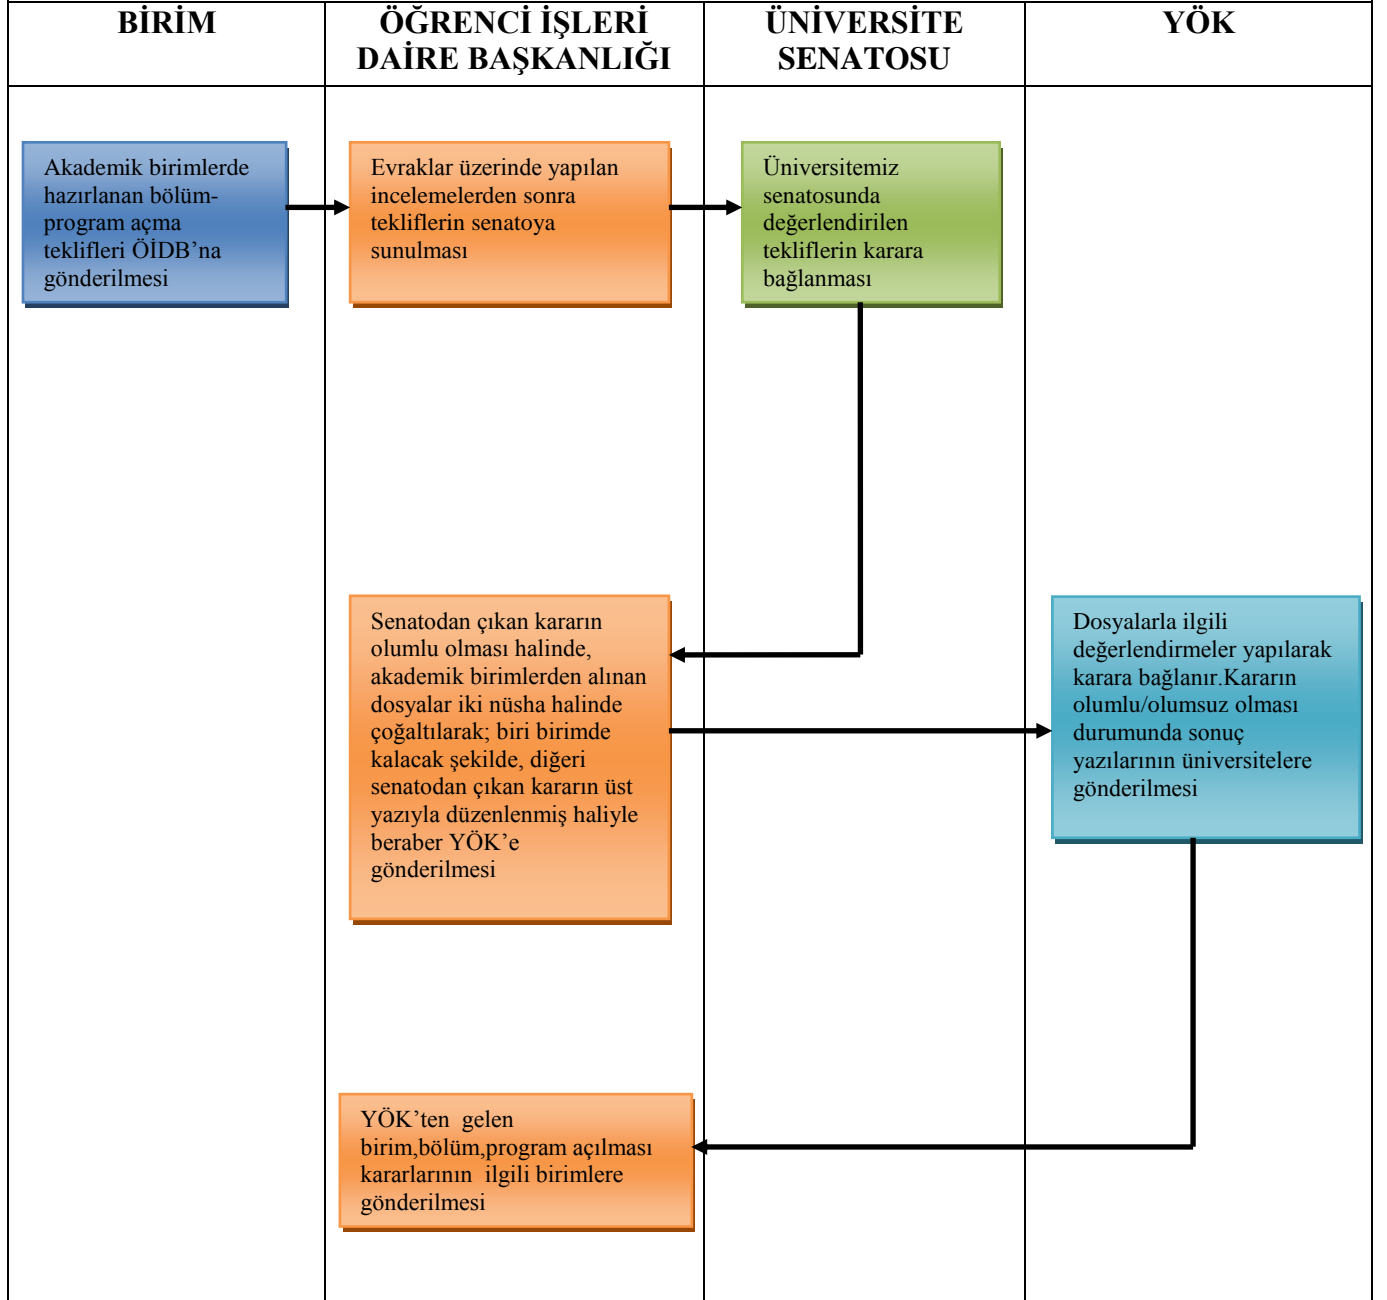 BİRİM
ÖĞRENCİ İŞLERİ
DAİRE BAŞKANLIĞI
ÜNİVERSİTE
SENATOSU
YÖK
Akademik birimlerde
hazırlanan bölüm-
program açma
teklifleri ÖİDB’na
gönderilmesi
Evraklar üzerinde yapılan
incelemelerden sonra
tekliflerin senatoya
sunulması
Üniversitemiz
senatosunda
değerlendirilen
tekliflerin karara
bağlanması
Senatodan çıkan kararın
olumlu olması halinde,
akademik birimlerden alınan
dosyalar iki nüsha halinde
çoğaltılarak; biri birimde
kalacak şekilde, diğeri
senatodan çıkan kararın üst
yazıyla düzenlenmiş haliyle
beraber YÖK’e
gönderilmesi
Dosyalarla ilgili
değerlendirmeler yapılarak
karara bağlanır.Kararın
olumlu/olumsuz olması
durumunda sonuç
yazılarının üniversitelere
gönderilmesi
YÖK’ten  gelen
birim,bölüm,program açılması
kararlarının  ilgili birimlere
gönderilmesi